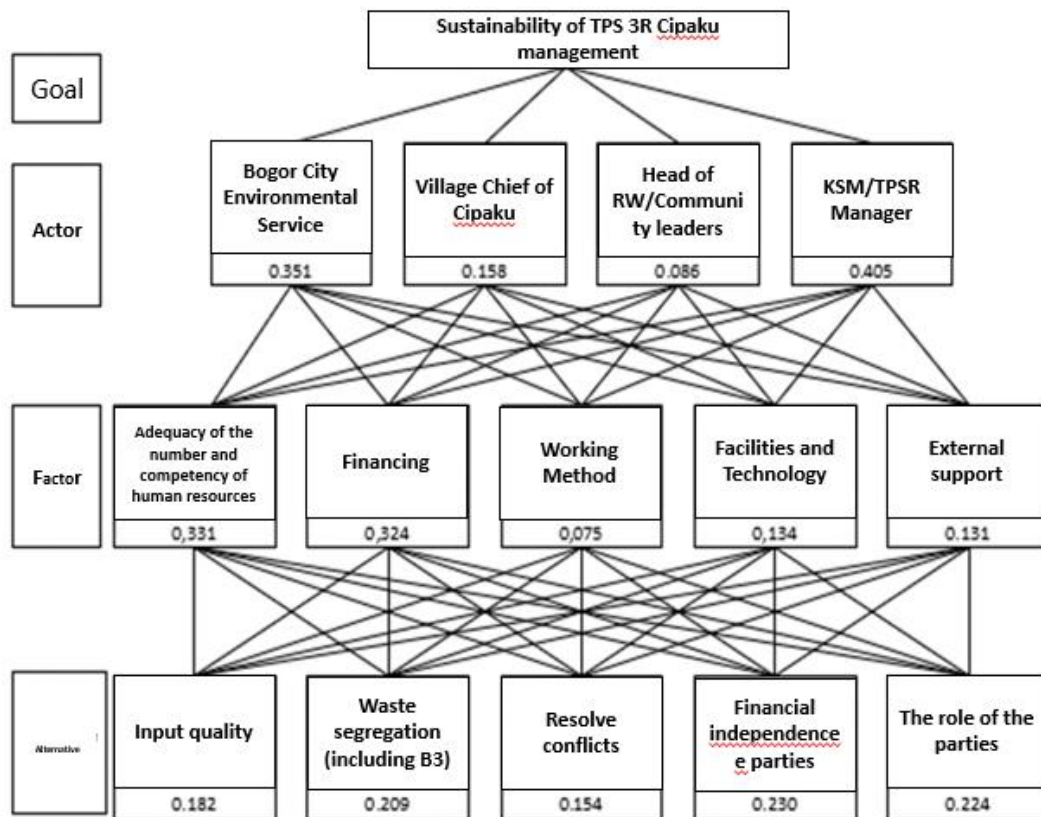 Sustainability of TPS 3R Cipaku
management
Goal
Actor
Bogor City
Environmental
Service
0.351
Village Chief of
Cipaku
0.158
Head of
RW/Communi
ty leaders
0.086
KSM/TPSR
Manager
0.405
Factor
Adequacy of the
number and
competency of
human resources
0,331
Financing
0,324
Working
Method
0,075
Facilities and
Technology
0,134
External
support
0.131
Alternative
Input quality
0.182
Waste
segregation
(including B3)
0.209
Resolve
conflicts
0.154
Financial
independence
e parties
0.230
The role of the
parties
0.224